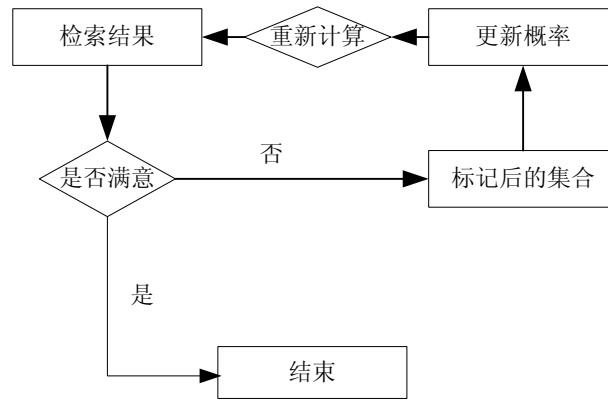 检索结果
重新计算
更新概率
是否满意
否
标记后的集合
是
结束